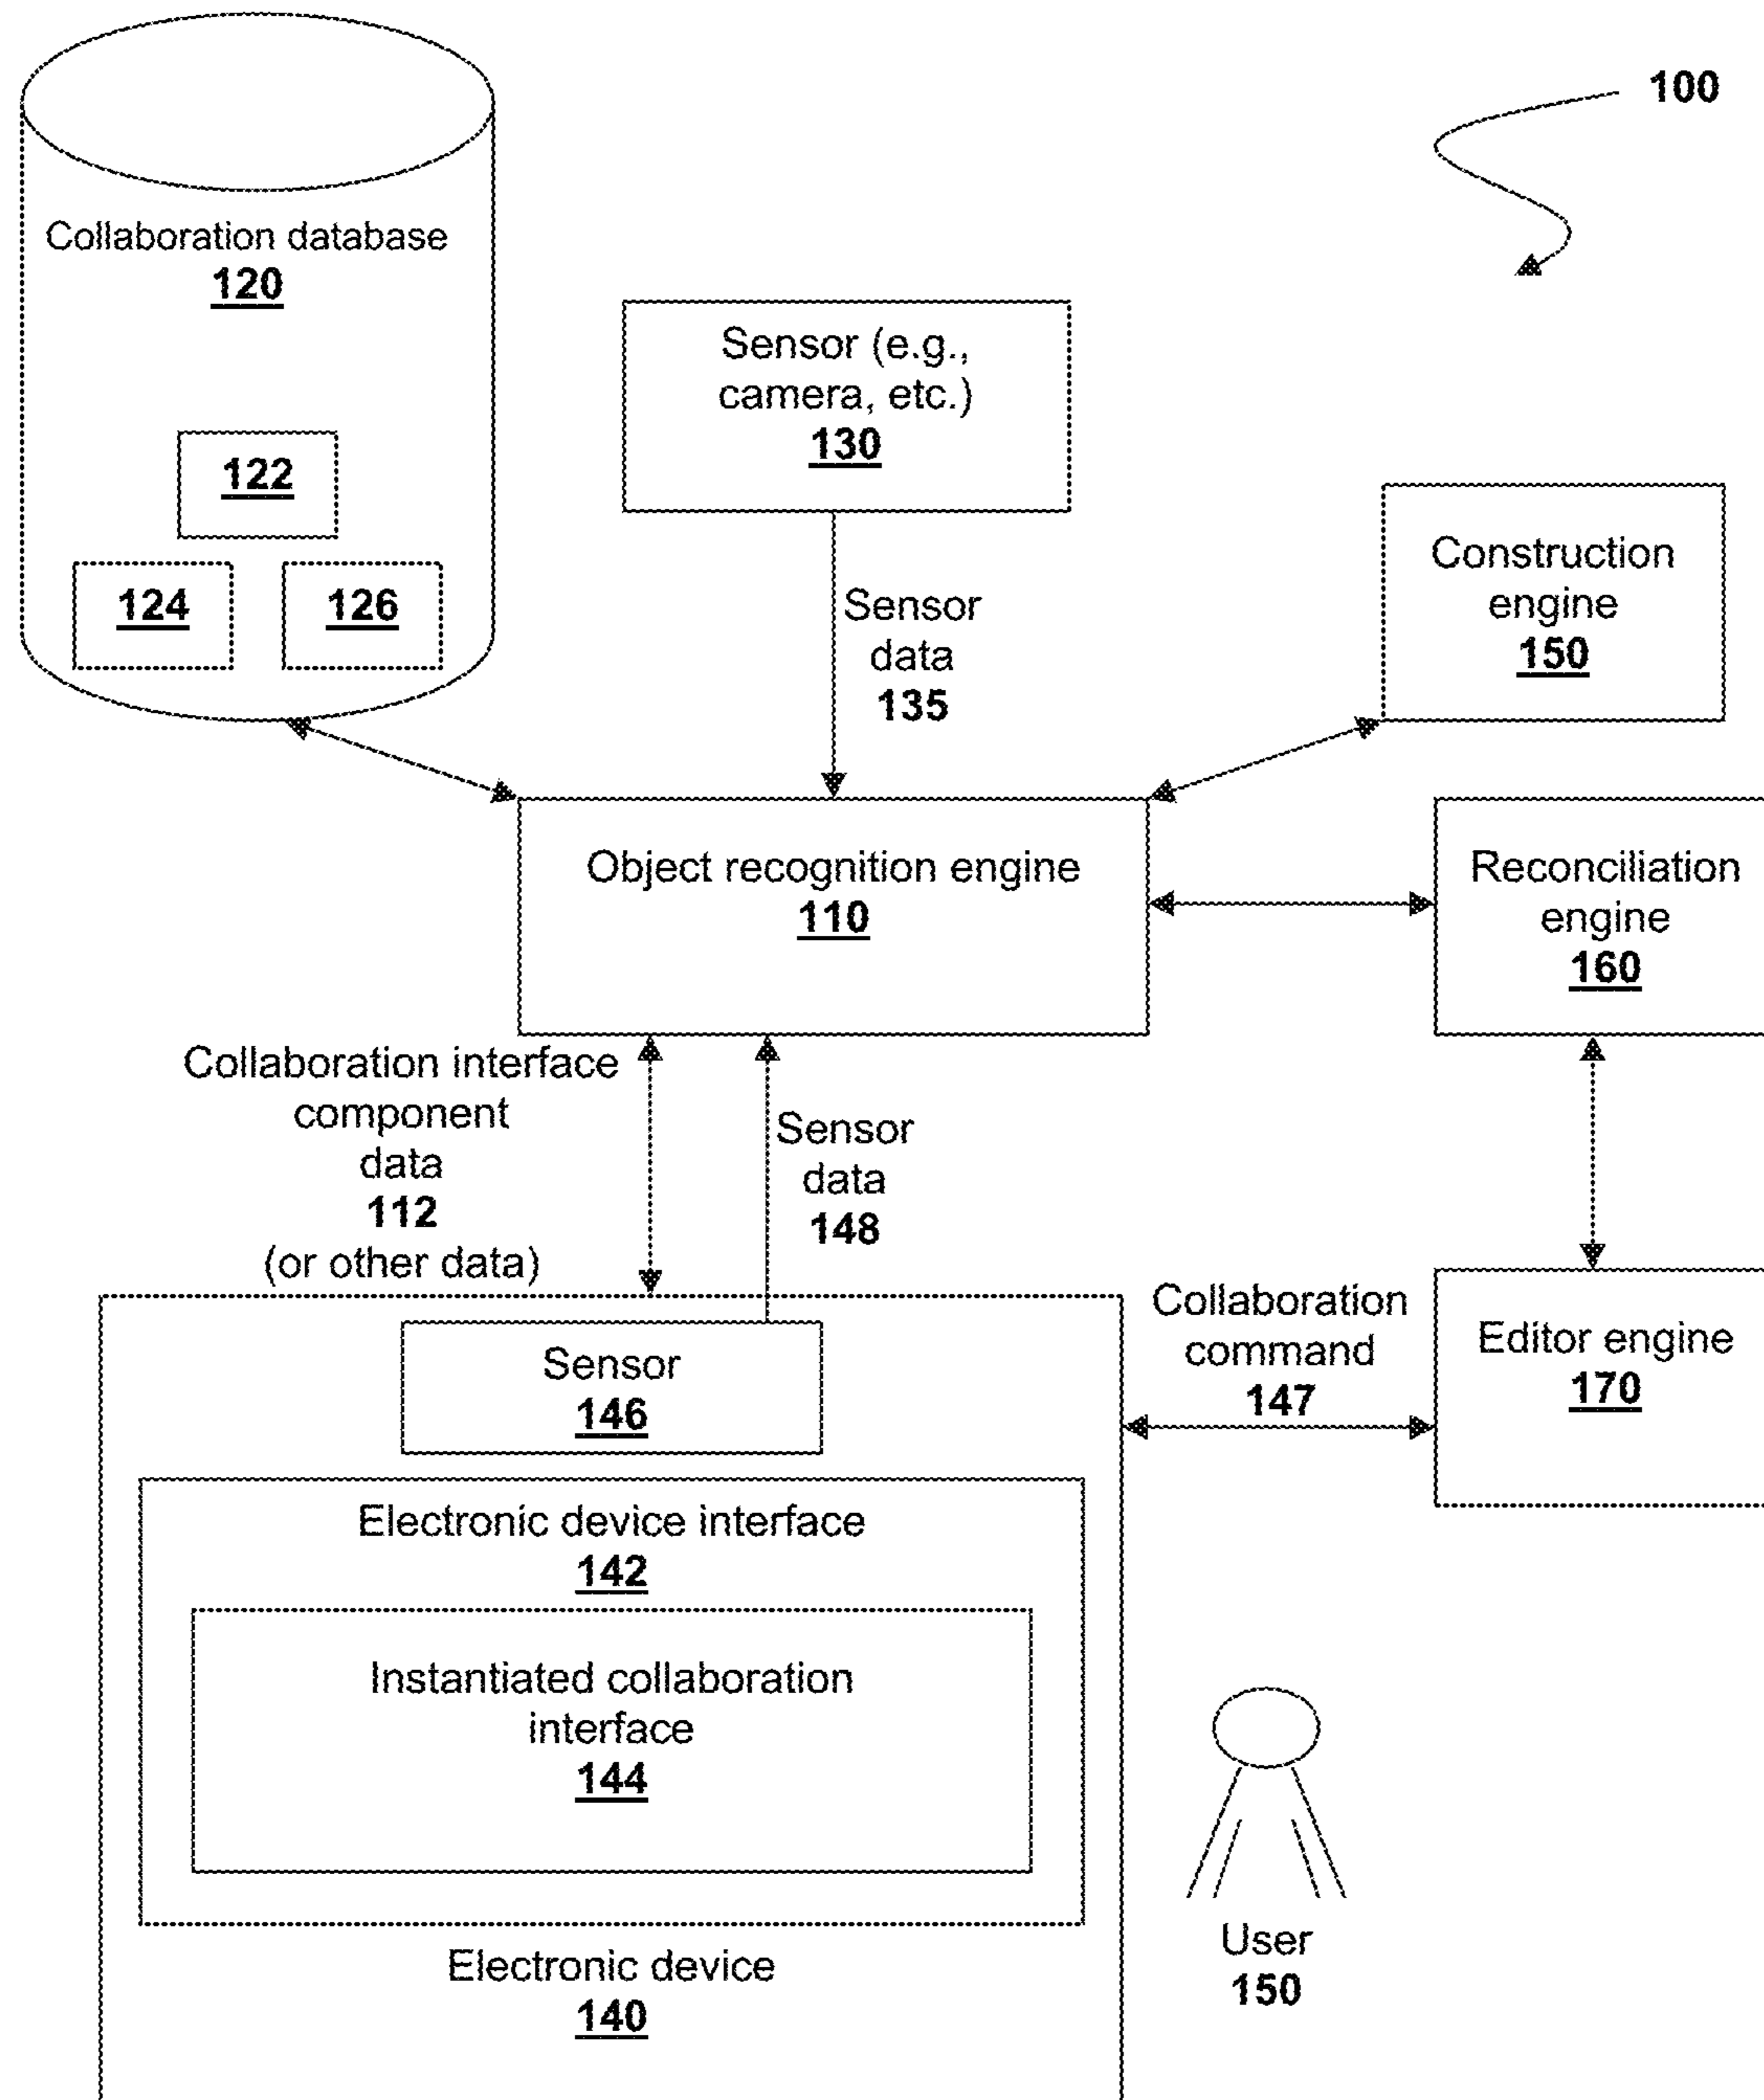 100
Collaboration database
120
122
124
126
Sensor (e.g.,
camera, etc.)
130
Sensor
data
135
Construction
engine
150
Object recognition engine
110
Reconciliation
engine
160
Collaboration interface
component
data
112
(or other data)
Sensor
data
148
Collaboration
command
147
Editor engine
170
Sensor
146
Electronic device interface
142
Instantiated collaboration
interface
144
Electronic device
140
User
150